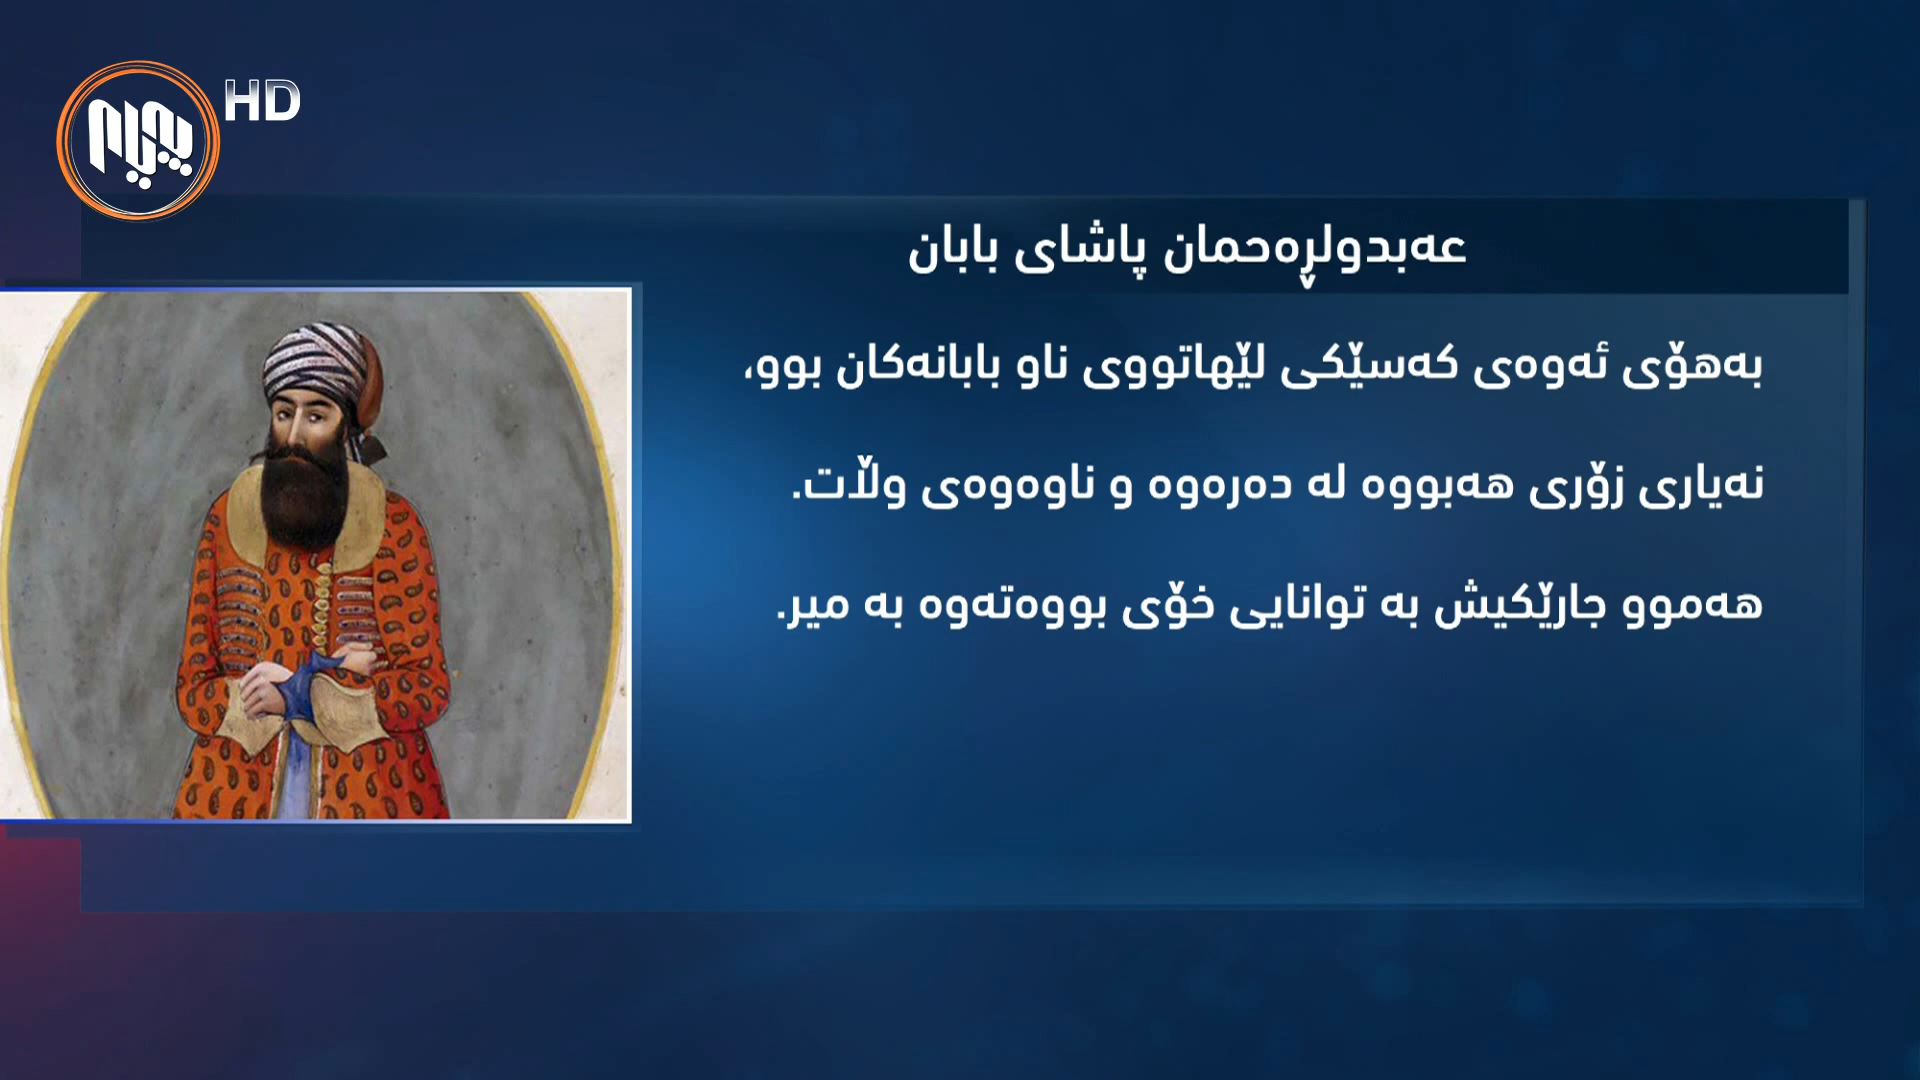 پەیام
HD
عەبدولڕەحمان پاشای بابان
بەهۆی ئەوەی کەسێکی لێهاتووی ناو بابانەکان بوو،
نەیاری زۆری هەبووە لە دەرەوە و ناوەوەی وڵات.
هەموو جارێکیش بە توانایی خۆی بووەتەوە بە میر.